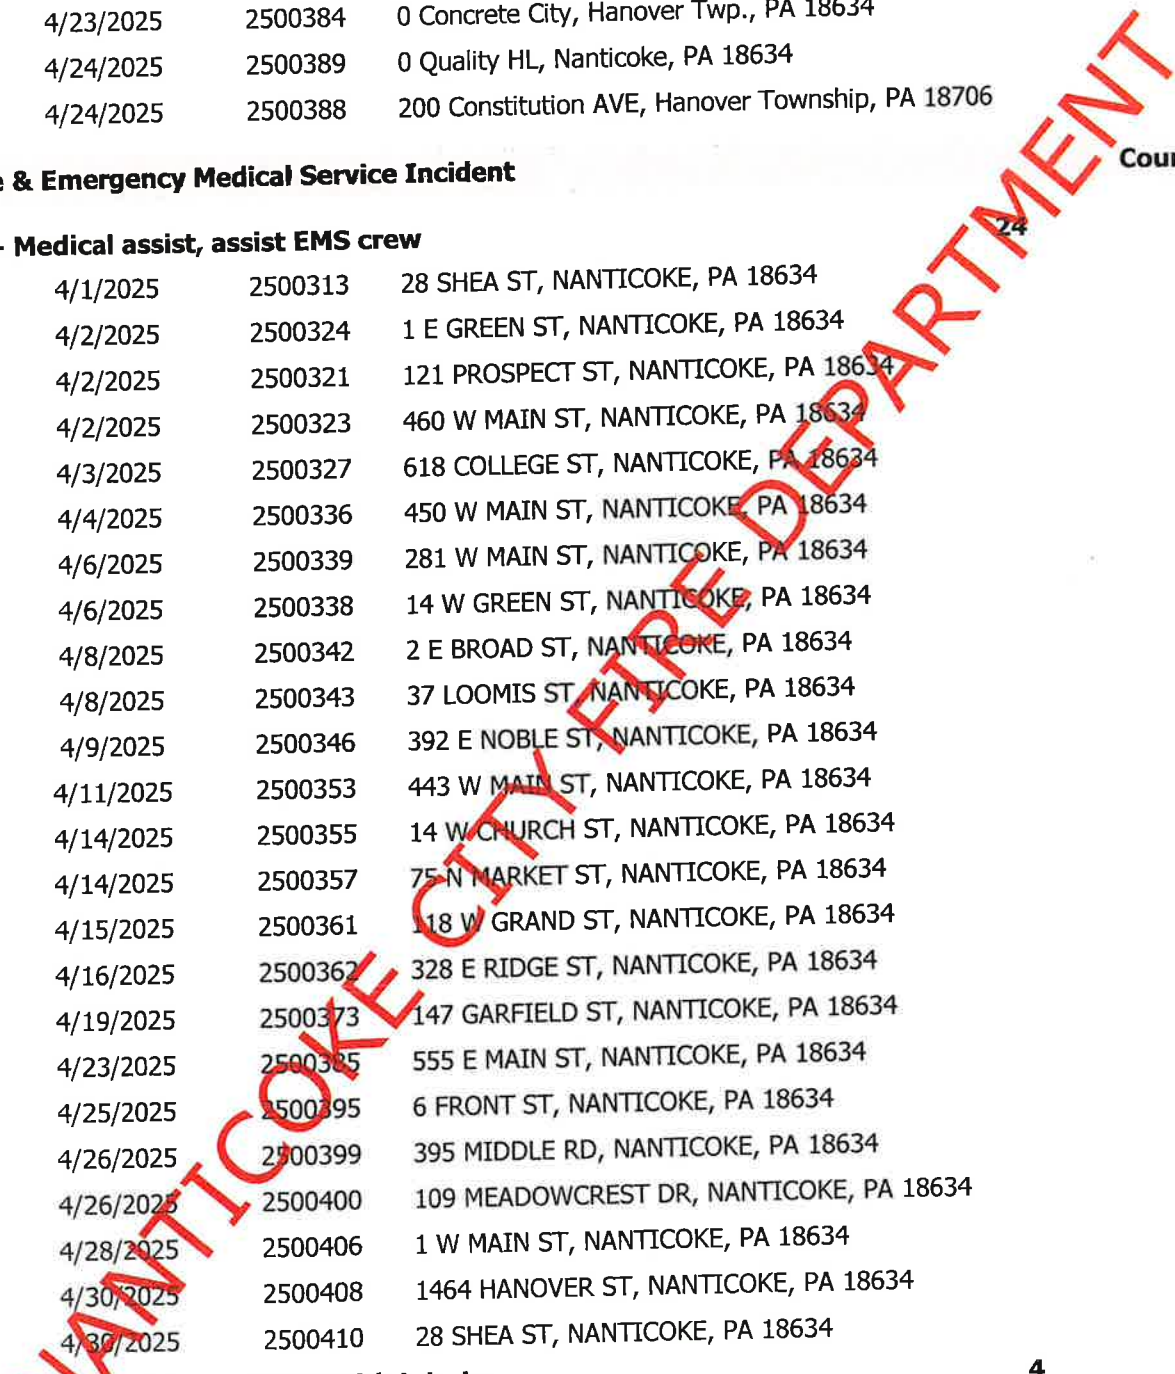 4/23/2025 2500384 0 Concrete City, Hanover Twp., PA 18634
4/24/2025 2500389 0 Quality HL, Nanticoke, PA 18634
4/24/2025 2500388 200 Constitution AVE, Hanover Township, PA 18706
& Emergency Medical Service Incident
Medical assist, assist EMS crew 24
4/1/2025 2500313 28 SHEA ST, NANTICOKE, PA 18634
4/2/2025 2500324 1 E GREEN ST, NANTICOKE, PA 18634
4/2/2025 2500321 121 PROSPECT ST, NANTICOKE, PA 18634
4/2/2025 2500323 460 W MAIN ST, NANTICOKE, PA 18634
4/3/2025 2500327 618 COLLEGE ST, NANTICOKE, PA 18634
4/4/2025 2500336 450 W MAIN ST, NANTICOKE, PA 18634
4/6/2025 2500339 281 W MAIN ST, NANTICOKE, PA 18634
4/6/2025 2500338 14 W GREEN ST, NANTICOKE, PA 18634
4/8/2025 2500342 2 E BROAD ST, NANTICOKE, PA 18634
4/8/2025 2500343 37 LOOMIS ST, NANTICOKE, PA 18634
4/9/2025 2500346 392 E NOBLE ST, NANTICOKE, PA 18634
4/11/2025 2500353 443 W MAIN ST, NANTICOKE, PA 18634
4/14/2025 2500355 14 W CHURCH ST, NANTICOKE, PA 18634
4/14/2025 2500357 75 N MARKET ST, NANTICOKE, PA 18634
4/15/2025 2500361 118 W GRAND ST, NANTICOKE, PA 18634
4/16/2025 2500362 328 E RIDGE ST, NANTICOKE, PA 18634
4/19/2025 2500373 147 GARFIELD ST, NANTICOKE, PA 18634
4/23/2025 2500385 555 E MAIN ST, NANTICOKE, PA 18634
4/25/2025 2500395 6 FRONT ST, NANTICOKE, PA 18634
4/26/2025 2500399 395 MIDDLE RD, NANTICOKE, PA 18634
4/26/2025 2500400 109 MEADOWCREST DR, NANTICOKE, PA 18634
4/28/2025 2500406 1 W MAIN ST, NANTICOKE, PA 18634
4/30/2025 2500408 1464 HANOVER ST, NANTICOKE, PA 18634
4/30/2025 2500410 28 SHEA ST, NANTICOKE, PA 18634
4
NANTICOKE CITY FIRE DEPARTMENT